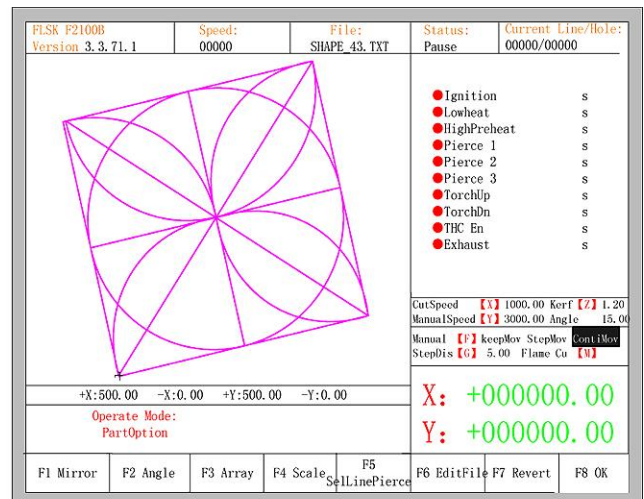 FLSK F2100B
Version 3.3.71.1
Speed:
00000
File:
SHAPE_43.TXT
Status:
Pause
Current Line/Hole:
00000/00000
Ignition s
Lowheat s
HighPreheat s
Pierce 1 s
Pierce 2 s
Pierce 3 s
TorchUp s
TorchDn s
THC En s
Exhaust s
CutSpeed 【X】 1000.00 Kerf【Z】 1.20
ManualSpeed【Y】 3000.00 Angle 15.00
Manual 【F】 keepMov StepMov ContiMov
StepDis【G】 5.00 Flame Cu 【M】
+X:500.00 -X:0.00 +Y:500.00 -Y:0.00
Operate Mode:
PartOption
X: +000000.00
Y: +000000.00
F1 Mirror
F2 Angle
F3 Array
F4 Scale
F5
SelLinePierce
F6 EditFile
F7 Revert
F8 OK